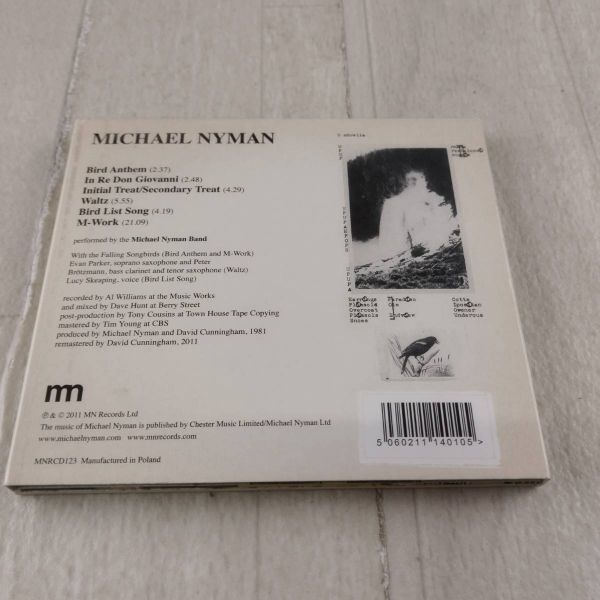 MICHAEL NYMAN
Bird Anthem (2.37)
In Re Don Giovanni (2.48)
Initial Treat/Secondary Treat (4.29)
Waltz (5.55)
Bird List Song (4.19)
M-Work (21.09)
performed by the Michael Nyman Band
With the Falling Songbirds (Bird Anthem and M-Work)
Evan Parker, soprano saxophone and Peter
Brötzmann, bass clarinet and tenor saxophone (Waltz)
Lucy Skeaping, voice (Bird List Song)
recorded by Al Williams at the Music Works
and mixed by Dave Hunt at Berry Street
post-production by Tony Cousins at Town House Tape Copying
mastered by Tim Young at CBS
produced by Michael Nyman and David Cunningham, 1981
remastered by David Cunningham, 2011
mn
℗ & © 2011 MN Records Ltd
The music of Michael Nyman is published by Chester Music Limited/Michael Nyman Ltd
www.michaelnyman.com www.mnrecords.com
MNRCD123 Manufactured in Poland
UPUP
UPUPAEPOPS
UPUPA
Overcoat
Owner
5 060211 140105 >